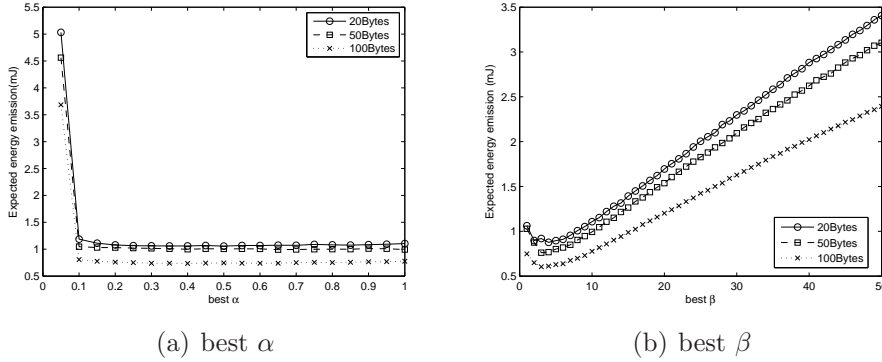 5.5
5
4.5
4
3.5
3
2.5
2
1.5
1
0.5
Expected energy emission(mJ)
0 0.1 0.2 0.3 0.4 0.5 0.6 0.7 0.8 0.9 1
best α
20Bytes
50Bytes
100Bytes
(a) best α
3.5
3
2.5
2
1.5
1
0.5
Expected energy emission (mJ)
0 10 20 30 40 50
best β
20Bytes
50Bytes
100Bytes
(b) best β